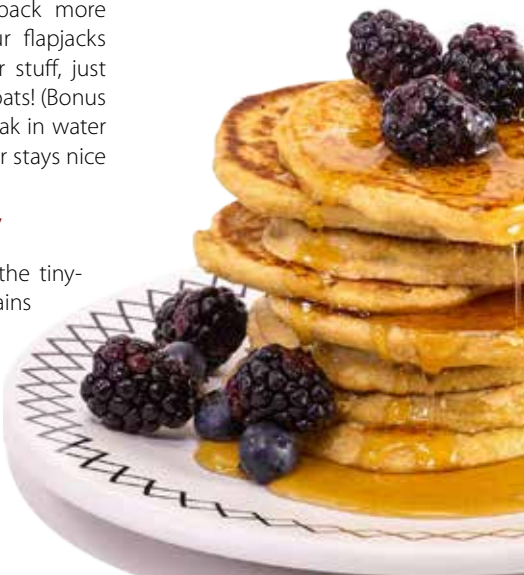 pack more
ur flapjacks
r stuff, just
oats! (Bonus
ak in water
r stays nice
the tiny-
ains